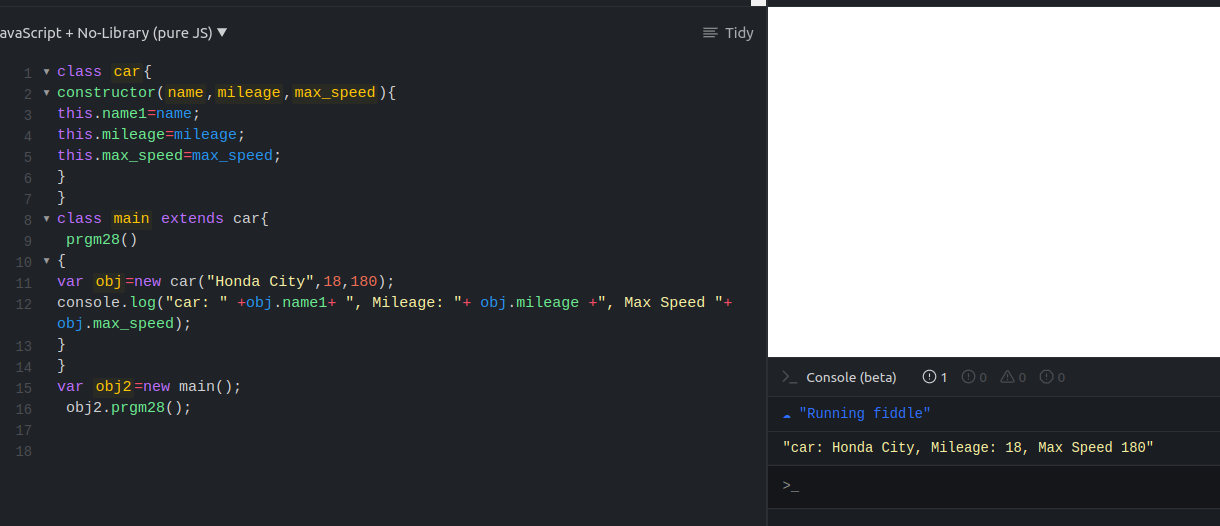 avaScript + No-Library (pure JS) ▼
Tidy
1 ▼ class car{
2 ▼ constructor(name,mileage,max_speed){
3 this.name1=name;
4 this.mileage=mileage;
5 this.max_speed=max_speed;
6 }
7 }
8 ▼ class main extends car{
9 prgm28()
10 ▼ {
11 var obj=new car("Honda City",18,180);
12 console.log("car: " +obj.name1+ ", Mileage: "+ obj.mileage +", Max Speed "+
obj.max_speed);
13 }
14 }
15 var obj2=new main();
16 obj2.prgm28();
17
18
>_ Console (beta) 1 0 0 0
"Running fiddle"
"car: Honda City, Mileage: 18, Max Speed 180"
>_